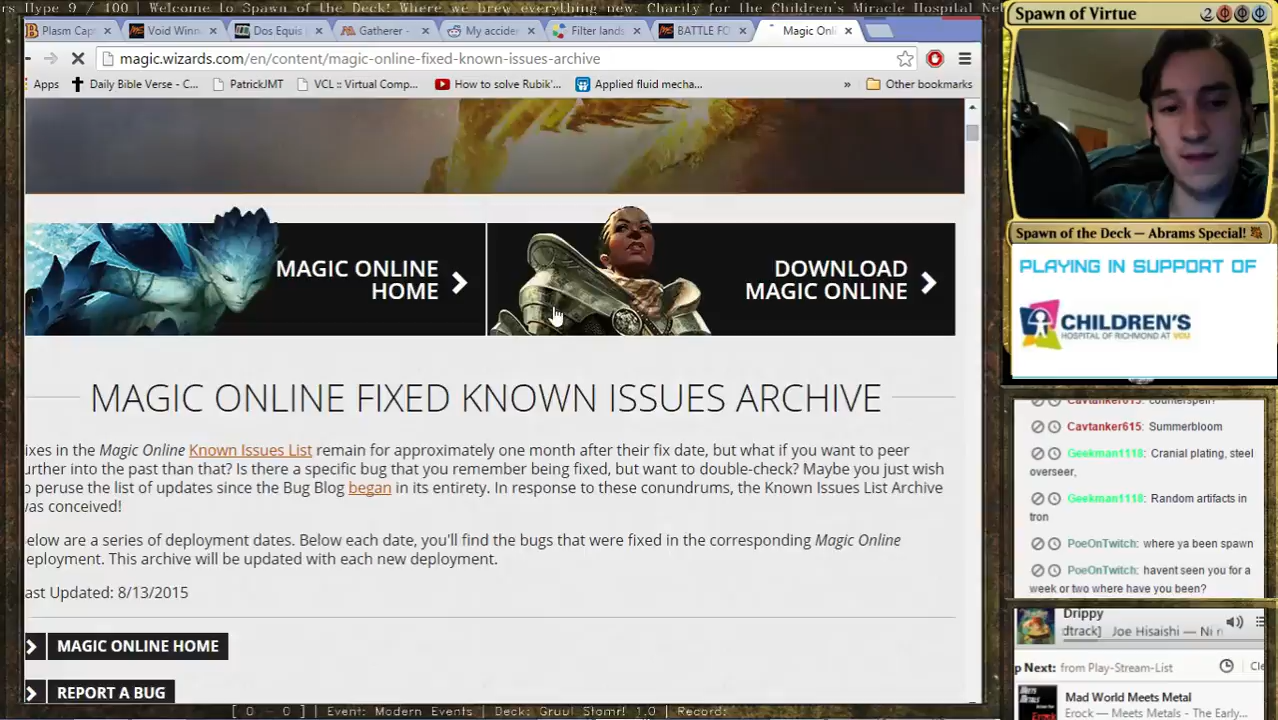 rs Hype 9 / 100 | Welcome to Spawn of the Deck! Where we brew everything new. Charity for the Children's Miracle Hospital Ne
Plasm Cap
Void Winn
Dos Equis
Gatherer -
My accide
Filter lands
BATTLE FO
Magic Onli
magic.wizards.com/en/content/magic-online-fixed-known-issues-archive
Apps
Daily Bible Verse - C...
PatrickJMT
VCL :: Virtual Comp...
How to solve Rubik'...
Applied fluid mecha...
»
Other bookmarks
MAGIC ONLINE
HOME
DOWNLOAD
MAGIC ONLINE
MAGIC ONLINE FIXED KNOWN ISSUES ARCHIVE
ixes in the Magic Online Known Issues List remain for approximately one month after their fix date, but what if you want to peer
urther into the past than that? Is there a specific bug that you remember being fixed, but want to double-check? Maybe you just wish
o peruse the list of updates since the Bug Blog began in its entirety. In response to these conundrums, the Known Issues List Archive
was conceived!
elow are a series of deployment dates. Below each date, you'll find the bugs that were fixed in the corresponding Magic Online
eployment. This archive will be updated with each new deployment.
ast Updated: 8/13/2015
MAGIC ONLINE HOME
REPORT A BUG
[ 0 - 0 ] Event: Modern Events | Deck: Gruul Stomr! 1.0 | Record:
Spawn of Virtue
2
Spawn of the Deck — Abrams Special!
PLAYING IN SUPPORT OF
CHILDREN'S
HOSPITAL OF RICHMOND AT VCU
Cavtanker615: counterspell?
Cavtanker615: Summerbloom
Geekman1118: Cranial plating, steel
overseer,
Geekman1118: Random artifacts in
tron
PoeOnTwitch: where ya been spawn
PoeOnTwitch: havent seen you for a
week or two where have you been?
Drippy
dtrack] Joe Hisaishi — Ni n
p Next: from Play-Stream-List
Cle
Mad World Meets Metal
Erock — Meets Metals - The Early...